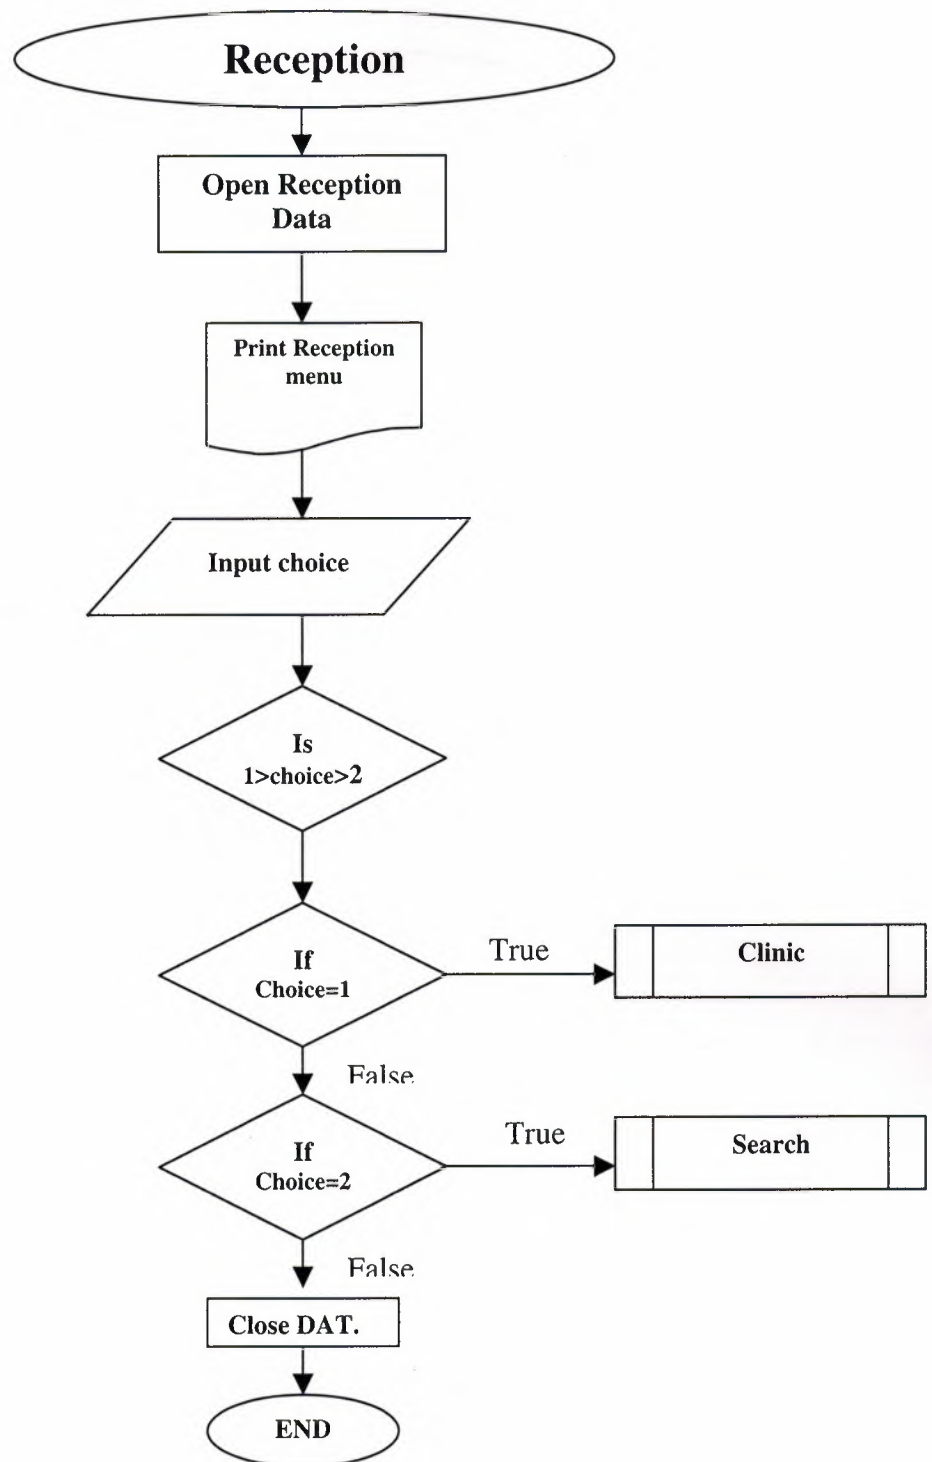 Reception
Open Reception
Data
Print Reception
menu
Input choice
Is
1>choice>2
If
Choice=1
True
Clinic
False
If
Choice=2
True
Search
False
Close DAT.
END